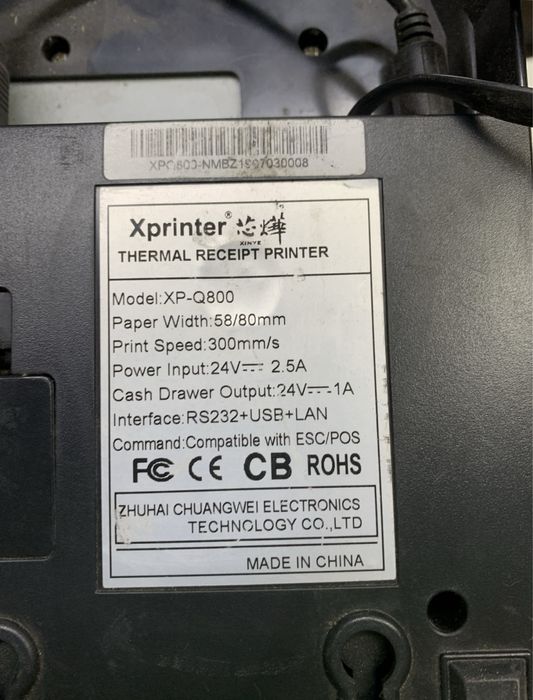 XPQ800-NMBZ1907030008
Xprinter® 芯烨
XINYE
THERMAL RECEIPT PRINTER
Model:XP-Q800
Paper Width:58/80mm
Print Speed:300mm/s
Power Input:24V⎓ 2.5A
Cash Drawer Output:24V⎓1A
Interface:RS232+USB+LAN
Command:Compatible with ESC/POS
FC CE CB ROHS
ZHUHAI CHUANGWEI ELECTRONICS
TECHNOLOGY CO.,LTD
MADE IN CHINA